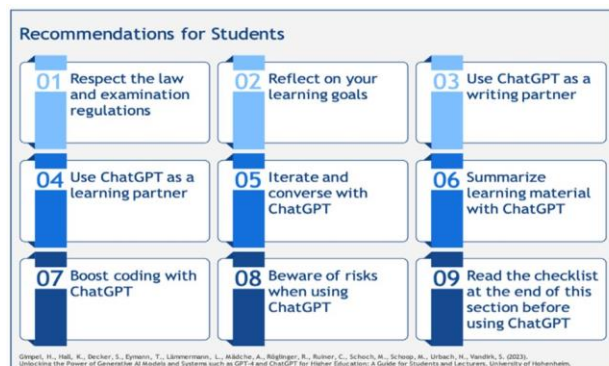 Recommendations for Students
01 Respect the law
and examination
regulations
02 Reflect on your
learning goals
03 Use ChatGPT as a
writing partner
04 Use ChatGPT as a
learning partner
05 Iterate and
converse with
ChatGPT
06 Summarize
learning material
with ChatGPT
07 Boost coding with
ChatGPT
08 Beware of risks
when using
ChatGPT
09 Read the checklist
at the end of this
section before
using ChatGPT
Gimpel, H., Hall, K., Decker, S., Eymann, T., Lämmermann, L., Mädche, A., Röglinger, R., Ruiner, C., Schoch, M., Schoop, M., Urbach, N., Vandirk, S. (2023).
Unlocking the Power of Generative AI Models and Systems such as GPT-4 and ChatGPT for Higher Education: A Guide for Students and Lecturers. University of Hohenheim.